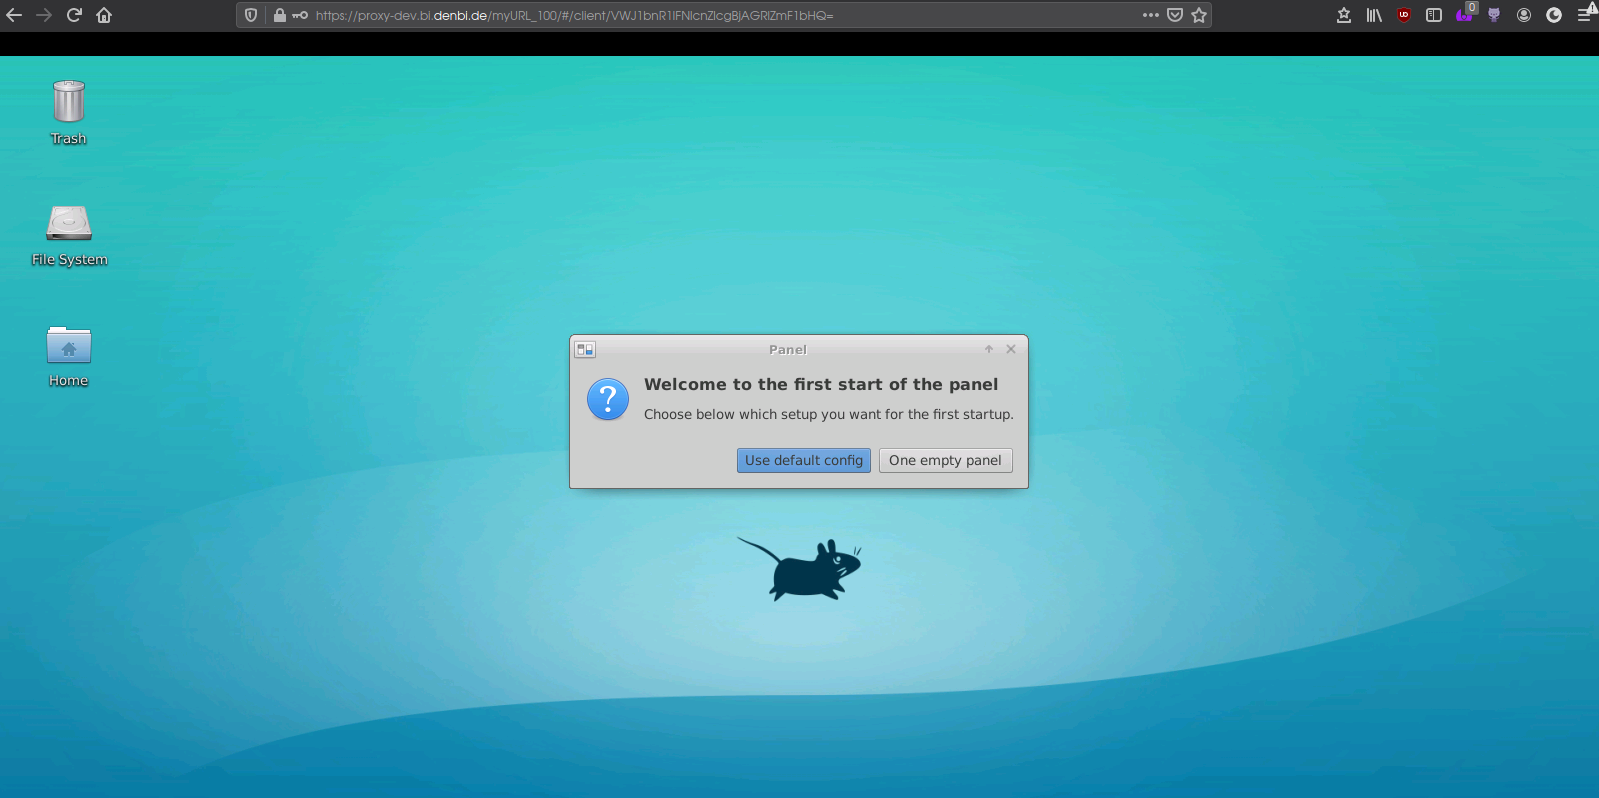 https://proxy-dev.bi.denbi.de/myURL_100/#/client/VWJ1bnR1IFNlcnZlcgBjAGRlZmF1bHQ=
0
Trash
File System
Home
Panel
Welcome to the first start of the panel
Choose below which setup you want for the first startup.
Use default config
One empty panel